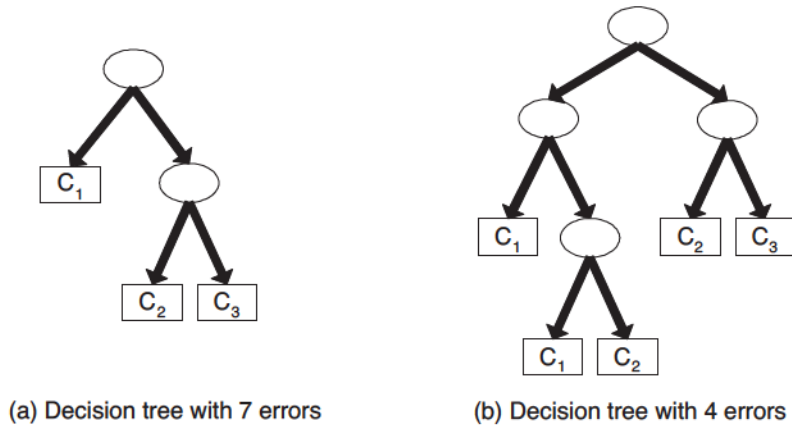 C₁
C₂ C₃
(a) Decision tree with 7 errors
C₁ C₂ C₃
C₁ C₂
(b) Decision tree with 4 errors